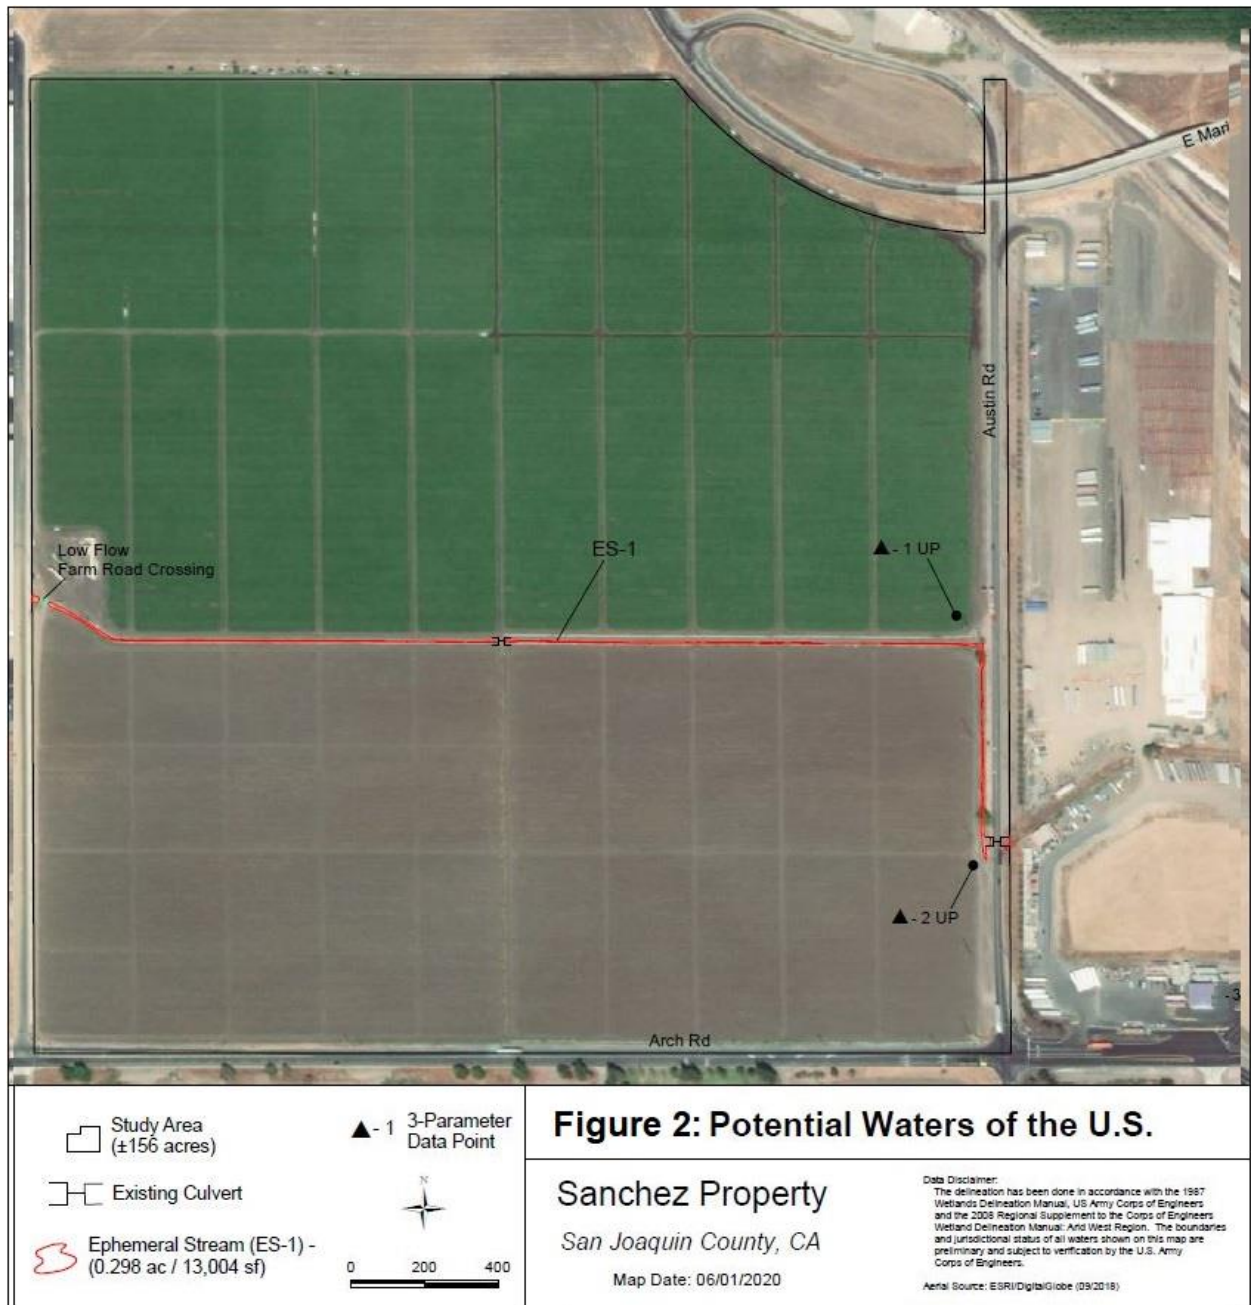 E Mari
Austin Rd
Low Flow
Farm Road Crossing
ES-1
▲ - 1 UP
▲ - 2 UP
- 3
Arch Rd
Study Area
(±156 acres)
▲ - 1 3-Parameter
Data Point
Existing Culvert
N
Ephemeral Stream (ES-1) -
(0.298 ac / 13,004 sf)
0 200 400
Figure 2: Potential Waters of the U.S.
Sanchez Property
San Joaquin County, CA
Map Date: 06/01/2020
Data Disclaimer:
The delineation has been done in accordance with the 1987
Wetlands Delineation Manual, US Army Corps of Engineers
and the 2008 Regional Supplement to the Corps of Engineers
Wetland Delineation Manual: Arid West Region. The boundaries
and jurisdictional status of all waters shown on this map are
preliminary and subject to verification by the U.S. Army
Corps of Engineers.
Aerial Source: ESRI/DigitalGlobe (09/2018)